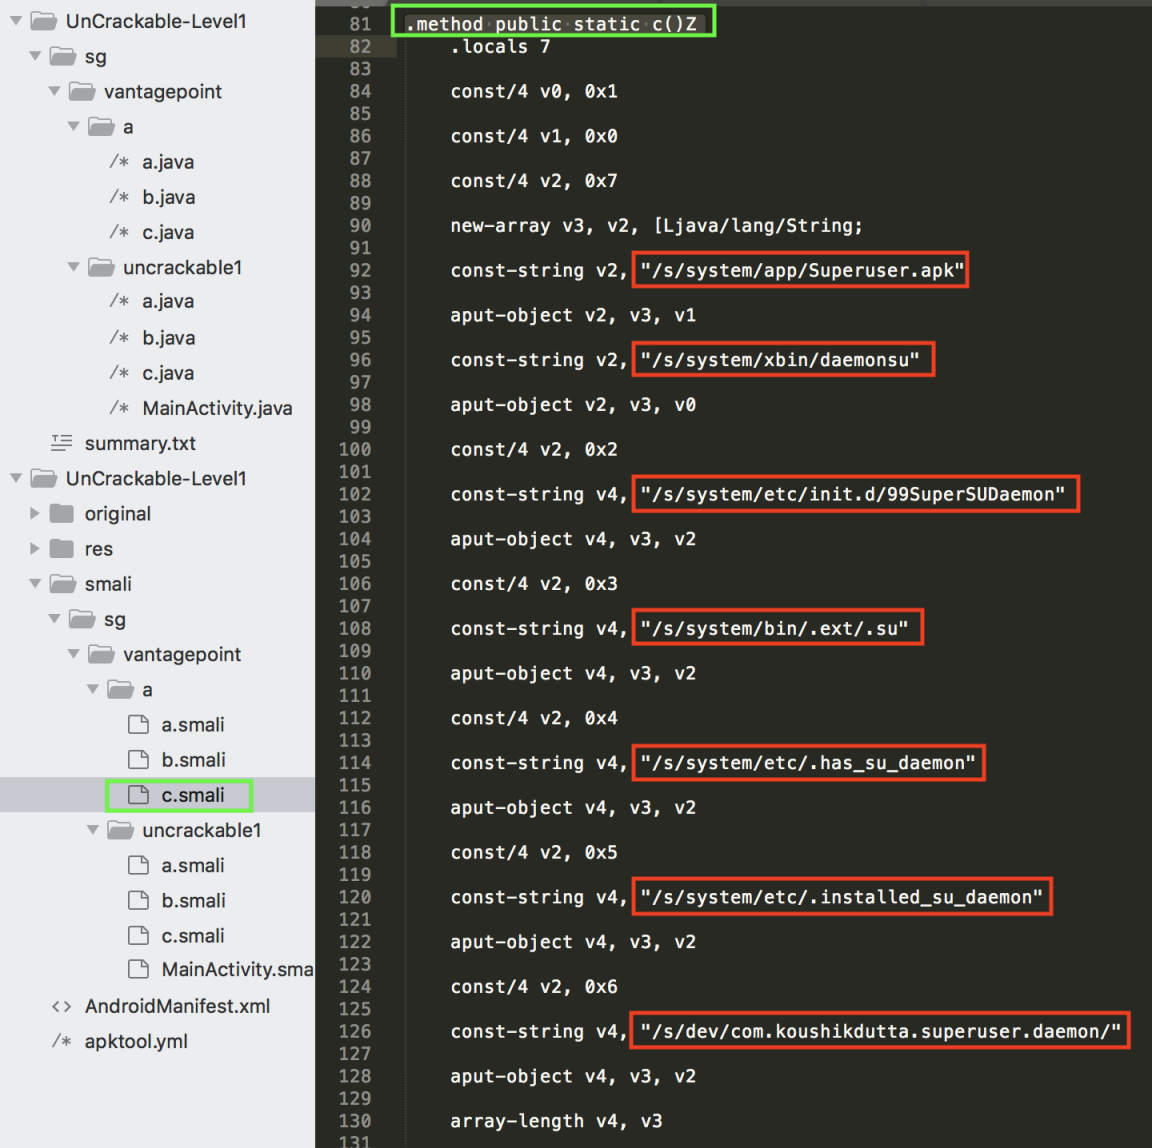 UnCrackable-Level1
sg
vantagepoint
a
/* a.java
/* b.java
/* c.java
uncrackable1
/* a.java
/* b.java
/* c.java
/* MainActivity.java
summary.txt
UnCrackable-Level1
original
res
smali
sg
vantagepoint
a
a.smali
b.smali
c.smali
uncrackable1
a.smali
b.smali
c.smali
MainActivity.sma
<> AndroidManifest.xml
/* apktool.yml
81 .method public static c()Z
82 .locals 7
83
84 const/4 v0, 0x1
85
86 const/4 v1, 0x0
87
88 const/4 v2, 0x7
89
90 new-array v3, v2, [Ljava/lang/String;
91
92 const-string v2, "/s/system/app/Superuser.apk"
93
94 aput-object v2, v3, v1
95
96 const-string v2, "/s/system/xbin/daemonsu"
97
98 aput-object v2, v3, v0
99
100 const/4 v2, 0x2
101
102 const-string v4, "/s/system/etc/init.d/99SuperSUDaemon"
103
104 aput-object v4, v3, v2
105
106 const/4 v2, 0x3
107
108 const-string v4, "/s/system/bin/.ext/.su"
109
110 aput-object v4, v3, v2
111
112 const/4 v2, 0x4
113
114 const-string v4, "/s/system/etc/.has_su_daemon"
115
116 aput-object v4, v3, v2
117
118 const/4 v2, 0x5
119
120 const-string v4, "/s/system/etc/.installed_su_daemon"
121
122 aput-object v4, v3, v2
123
124 const/4 v2, 0x6
125
126 const-string v4, "/s/dev/com.koushikdutta.superuser.daemon/"
127
128 aput-object v4, v3, v2
129
130 array-length v4, v3
131